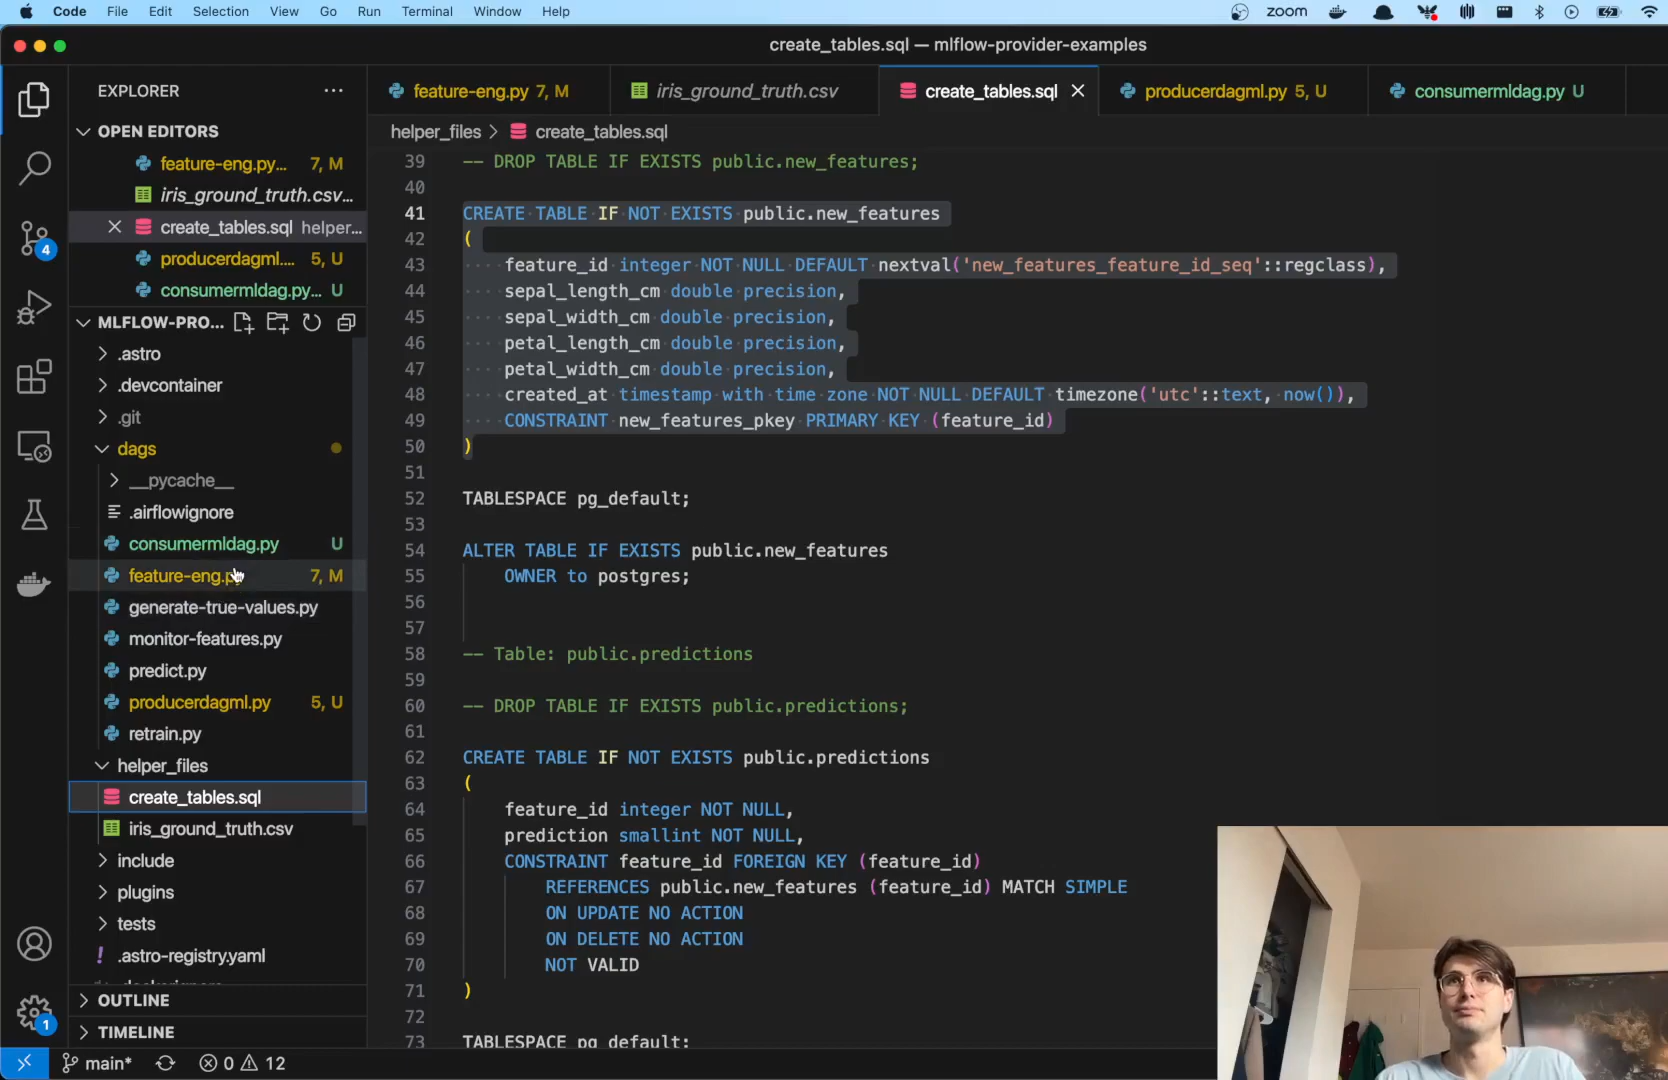 Code File Edit Selection View Go Run Terminal Window Help zoom
create_tables.sql — mlflow-provider-examples
EXPLORER
feature-eng.py 7, M iris_ground_truth.csv create_tables.sql producerdagml.py 5, U consumermldag.py U
helper_files > create_tables.sql
OPEN EDITORS
feature-eng.py... 7, M
iris_ground_truth.csv...
create_tables.sql helper...
producerdagml.... 5, U
consumermldag.py... U
MLFLOW-PRO...
.astro
.devcontainer
.git
dags
__pycache__
.airflowignore
consumermldag.py U
feature-eng.p 7, M
generate-true-values.py
monitor-features.py
predict.py
producerdagml.py 5, U
retrain.py
helper_files
create_tables.sql
iris_ground_truth.csv
include
plugins
tests
.astro-registry.yaml
OUTLINE
TIMELINE
39 -- DROP TABLE IF EXISTS public.new_features;
40
41 CREATE TABLE IF NOT EXISTS public.new_features
42 (
43 feature_id integer NOT NULL DEFAULT nextval('new_features_feature_id_seq'::regclass),
44 sepal_length_cm double precision,
45 sepal_width_cm double precision,
46 petal_length_cm double precision,
47 petal_width_cm double precision,
48 created_at timestamp with time zone NOT NULL DEFAULT timezone('utc'::text, now()),
49 CONSTRAINT new_features_pkey PRIMARY KEY (feature_id)
50 )
51
52 TABLESPACE pg_default;
53
54 ALTER TABLE IF EXISTS public.new_features
55 OWNER to postgres;
56
57
58 -- Table: public.predictions
59
60 -- DROP TABLE IF EXISTS public.predictions;
61
62 CREATE TABLE IF NOT EXISTS public.predictions
63 (
64 feature_id integer NOT NULL,
65 prediction smallint NOT NULL,
66 CONSTRAINT feature_id FOREIGN KEY (feature_id)
67 REFERENCES public.new_features (feature_id) MATCH SIMPLE
68 ON UPDATE NO ACTION
69 ON DELETE NO ACTION
70 NOT VALID
71 )
72
73 TABLESPACE pg_default;
4
1
main* 0 12